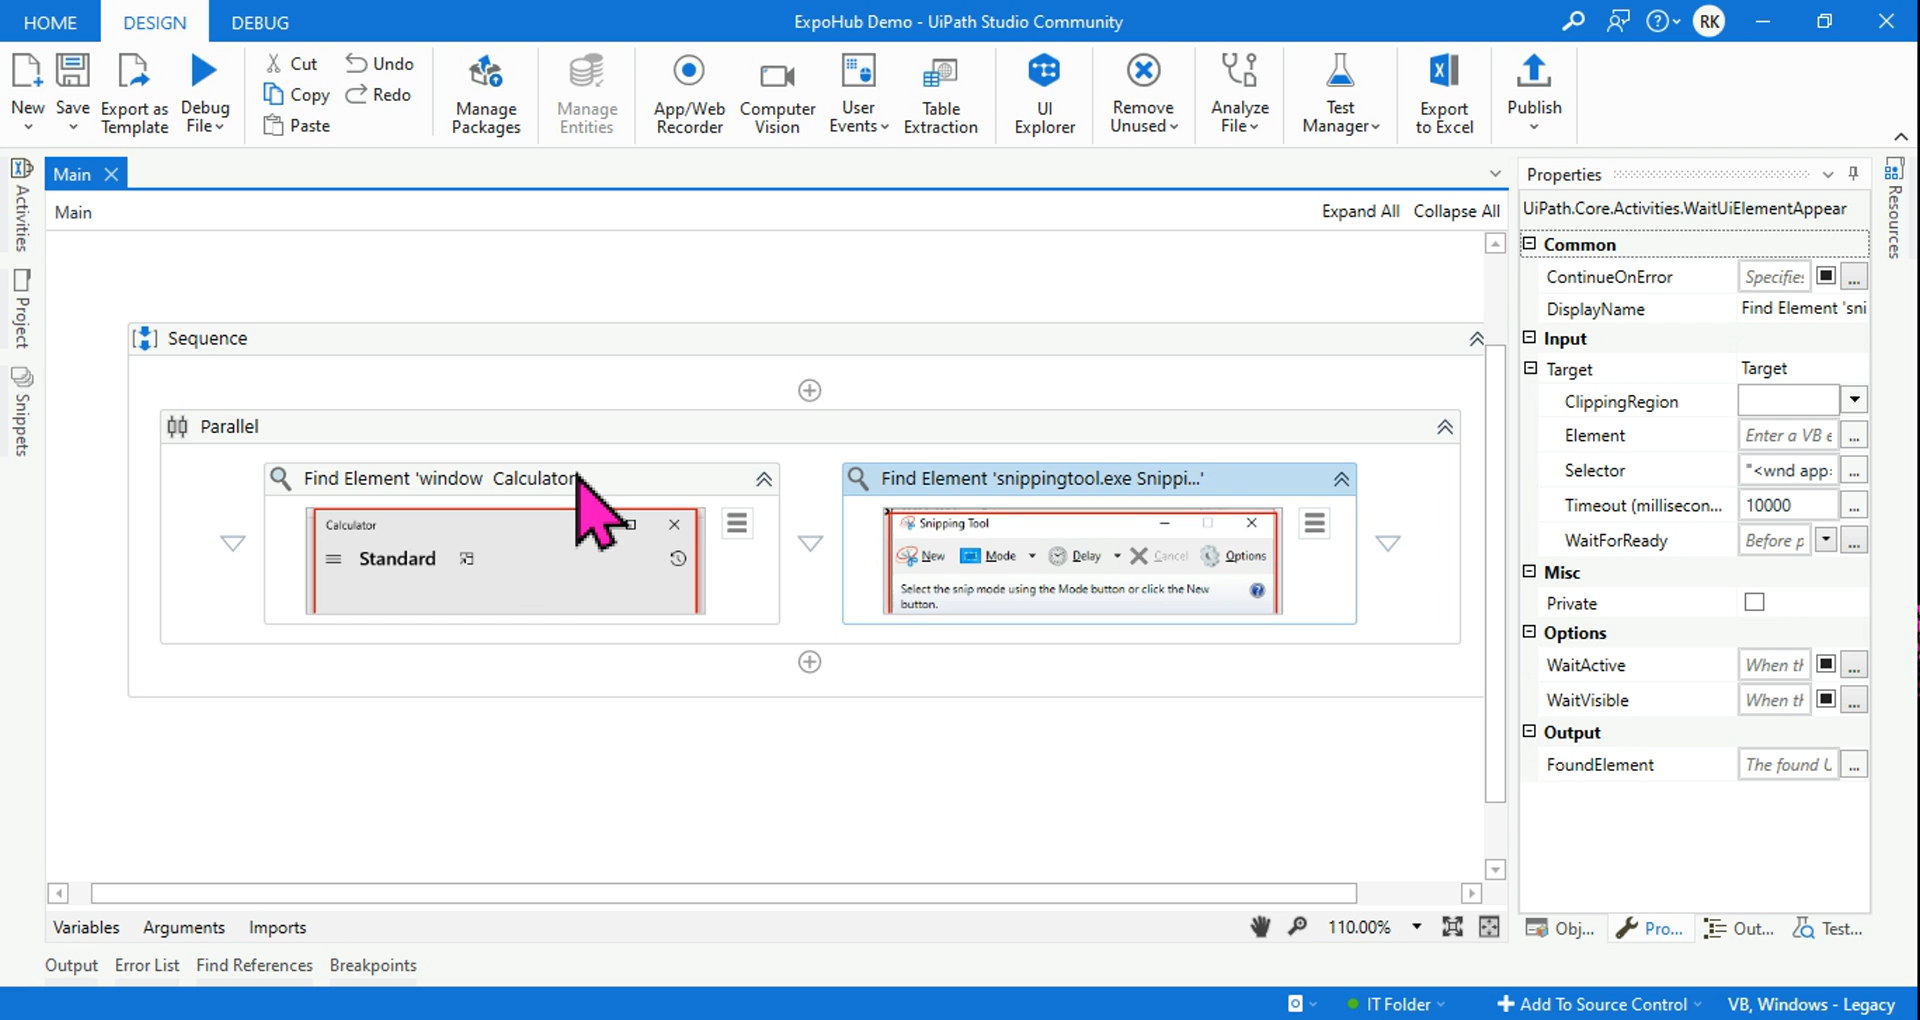 HOME DESIGN DEBUG ExpoHub Demo - UiPath Studio Community RK
New Save Export as Template Debug File
Cut Copy Paste Undo Redo
Manage Packages
Manage Entities
App/Web Recorder
Computer Vision
User Events
Table Extraction
UI Explorer
Remove Unused
Analyze File
Test Manager
Export to Excel
Publish
Activities
Project
Snippets
Main
Main Expand All Collapse All
Sequence
Parallel
Find Element 'window Calculator
Calculator
Standard
Find Element 'snippingtool.exe Snippi...'
Snipping Tool
New Mode Delay Cancel Options
Select the snip mode using the Mode button or click the New
button.
Variables Arguments Imports 110.00%
Output Error List Find References Breakpoints
Properties
UiPath.Core.Activities.WaitUiElementAppear
Common
ContinueOnError Specifie: ...
DisplayName Find Element 'sni
Input
Target Target
ClippingRegion
Element Enter a VB e ...
Selector "<wnd app: ...
Timeout (millisecon... 10000 ...
WaitForReady Before p ...
Misc
Private
Options
WaitActive When th ...
WaitVisible When th ...
Output
FoundElement The found U ...
Obj... Pro... Out... Test...
Resources
IT Folder Add To Source Control VB, Windows - Legacy